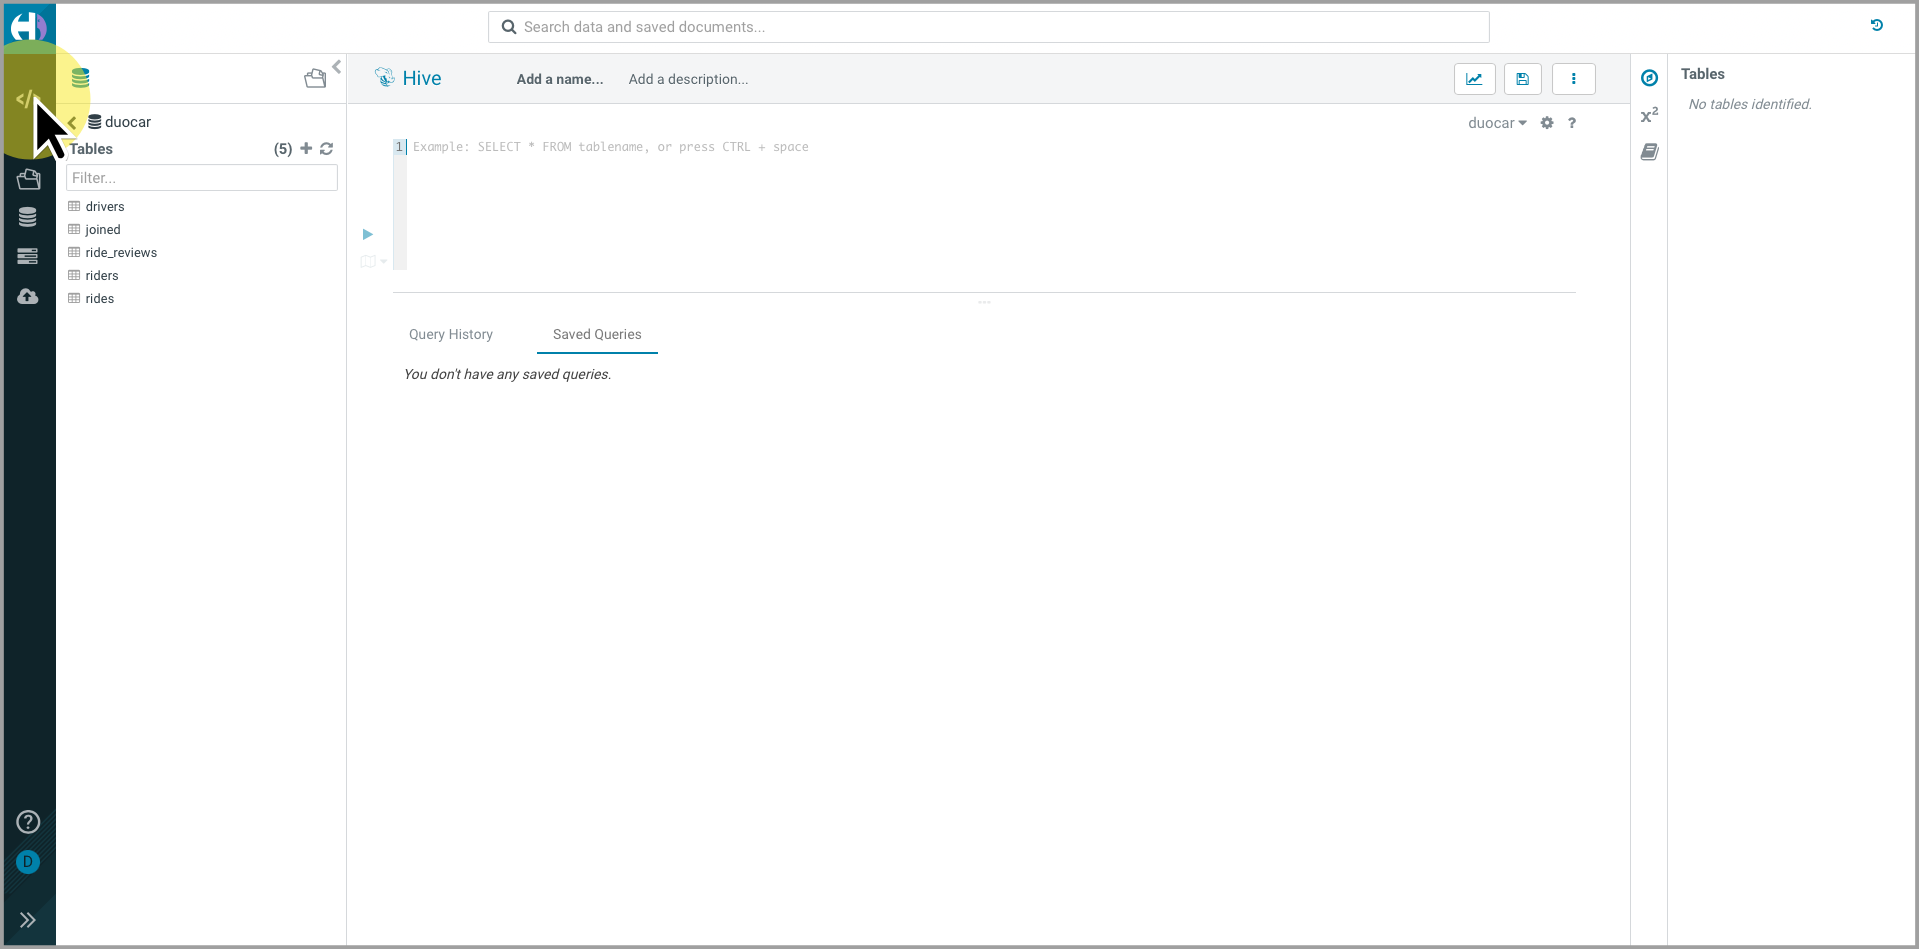 Search data and saved documents...
Hive
Add a name...
Add a description...
Tables
No tables identified.
</>
duocar
Tables
(5)
Filter...
drivers
joined
ride_reviews
riders
rides
duocar
?
1
Example: SELECT * FROM tablename, or press CTRL + space
x²
Query History
Saved Queries
You don't have any saved queries.
?
D